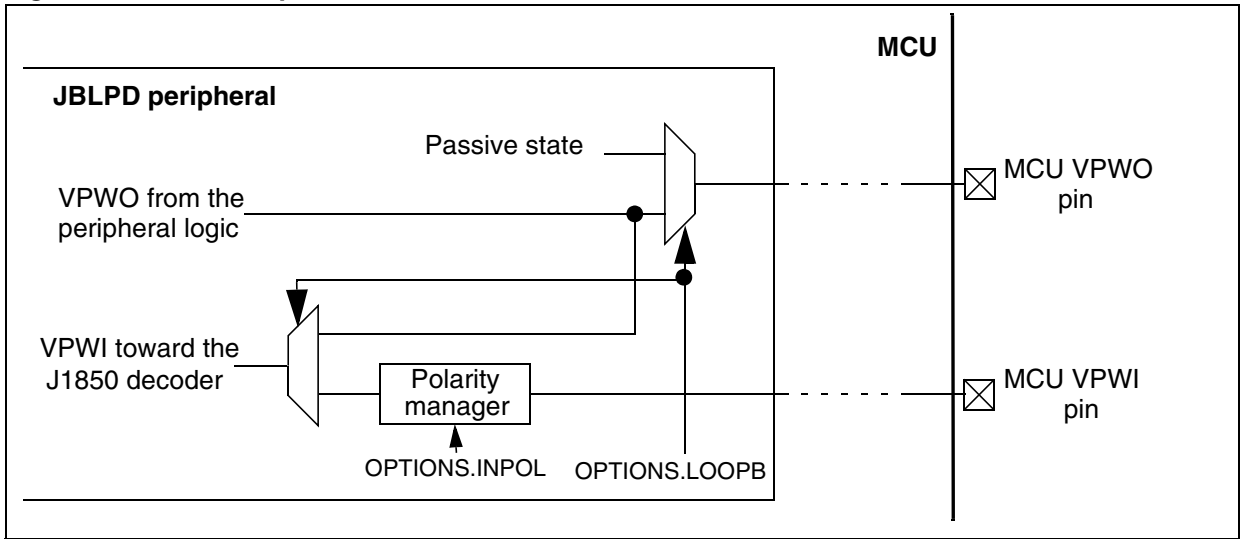 MCU
JBLPD peripheral
Passive state
VPWO from the
peripheral logic
MCU VPWO
pin
VPWI toward the
J1850 decoder
Polarity
manager
MCU VPWI
pin
OPTIONS.INPOL
OPTIONS.LOOPB